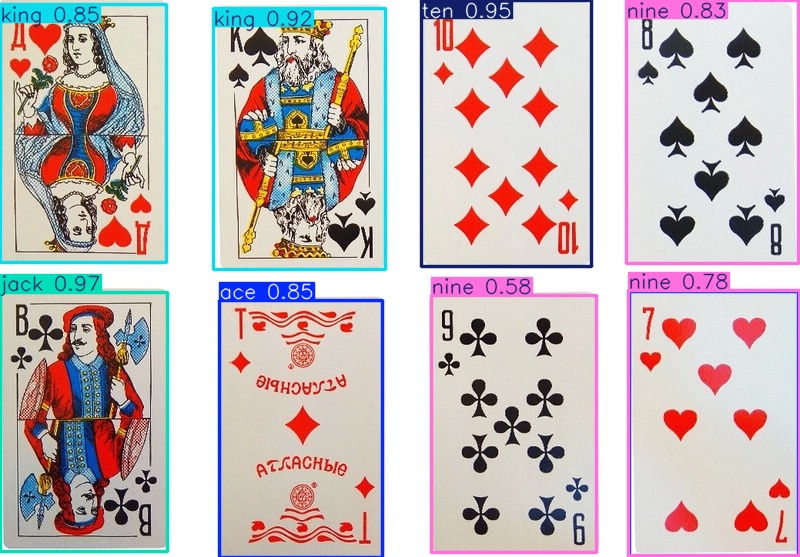 king 0.85
king 0.92
ten 0.95
nine 0.83
Д
К
10
8
Д
К
10
8
jack 0.97
ace 0.85
nine 0.58
nine 0.78
В
Т
9
7
®
АТЛАСНЫЕ
АТЛАСНЫЕ
®
В
Т
9
7